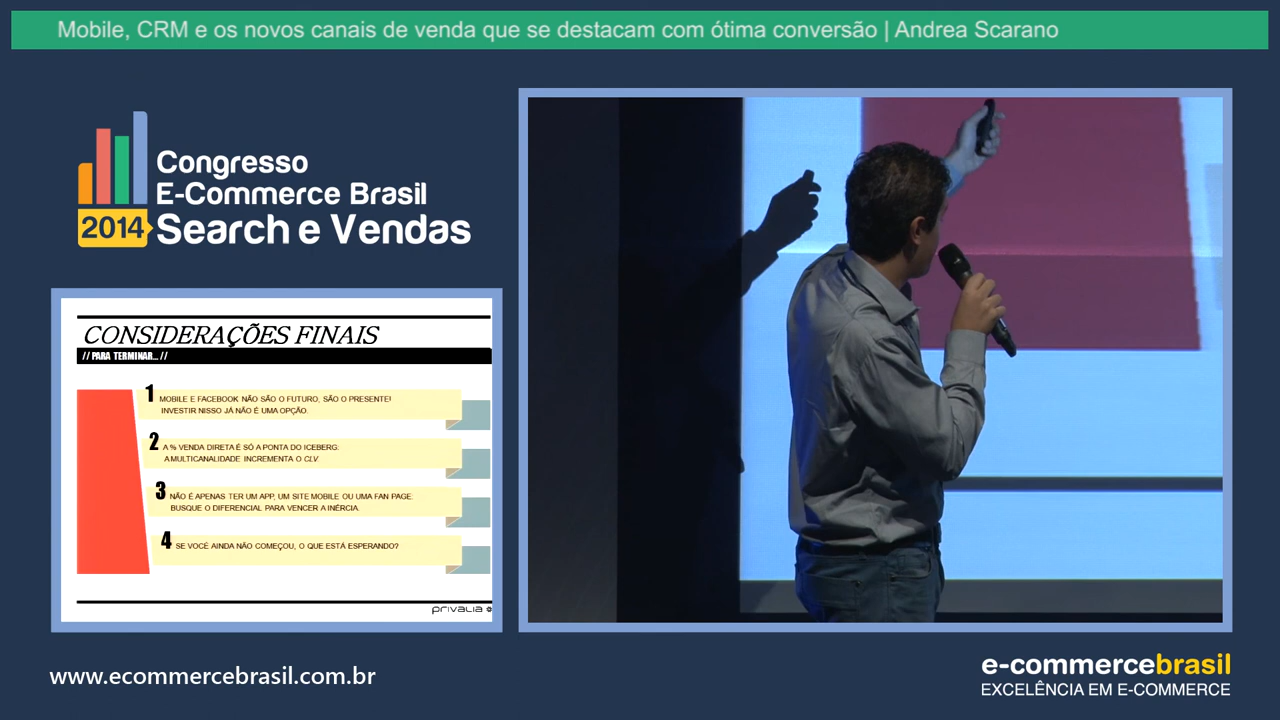 Mobile, CRM e os novos canais de venda que se destacam com ótima conversão | Andrea Scarano
Congresso
E-Commerce Brasil
2014 Search e Vendas
CONSIDERAÇÕES FINAIS
// PARA TERMINAR... //
1 MOBILE E FACEBOOK NÃO SÃO O FUTURO, SÃO O PRESENTE!
INVESTIR NISSO JÁ NÃO É UMA OPÇÃO.
2 A % VENDA DIRETA É SÓ A PONTA DO ICEBERG:
A MULTICANALIDADE INCREMENTA O CLV.
3 NÃO É APENAS TER UM APP, UM SITE MOBILE OU UMA FAN PAGE:
BUSQUE O DIFERENCIAL PARA VENCER A INÉRCIA.
4 SE VOCÊ AINDA NÃO COMEÇOU, O QUE ESTÁ ESPERANDO?
PRIVALIA
www.ecommercebrasil.com.br
e-commercebrasil
EXCELÊNCIA EM E-COMMERCE